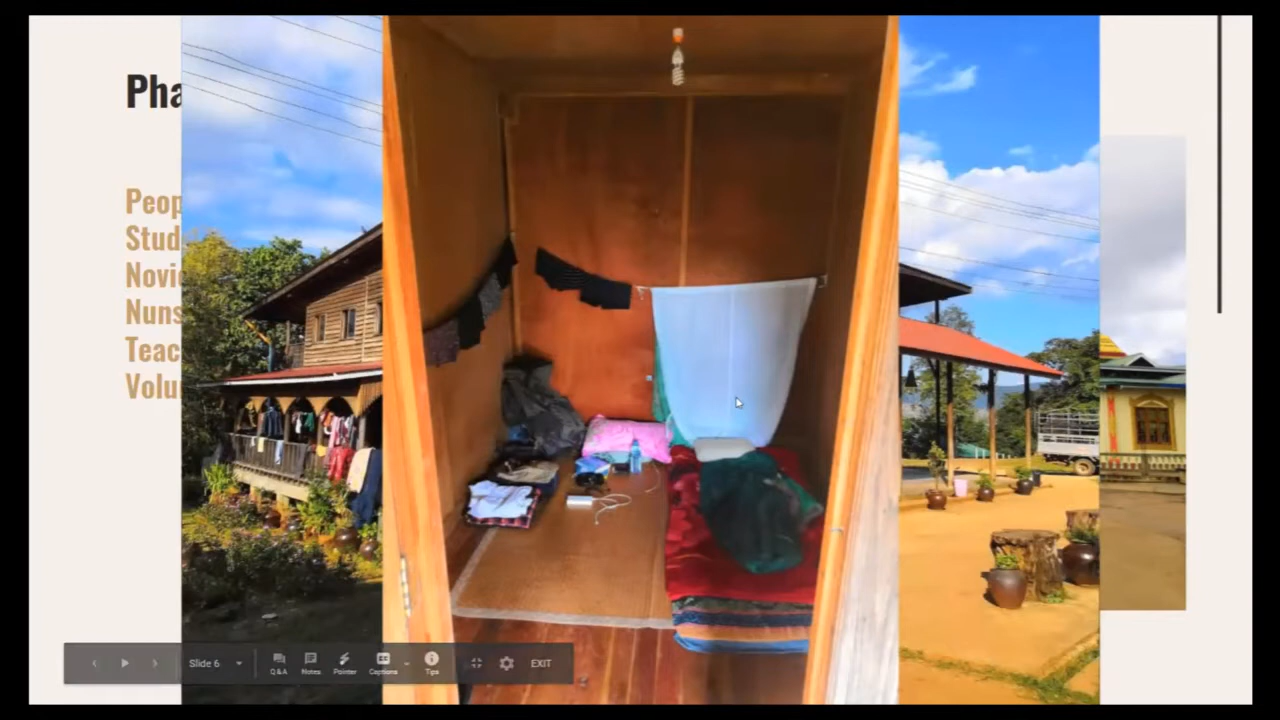 Pha
Peop
Stud
Novi
Nuns
Teac
Volu
Slide 6
Q&A
Notes
Pointer
Captions
Tips
EXIT